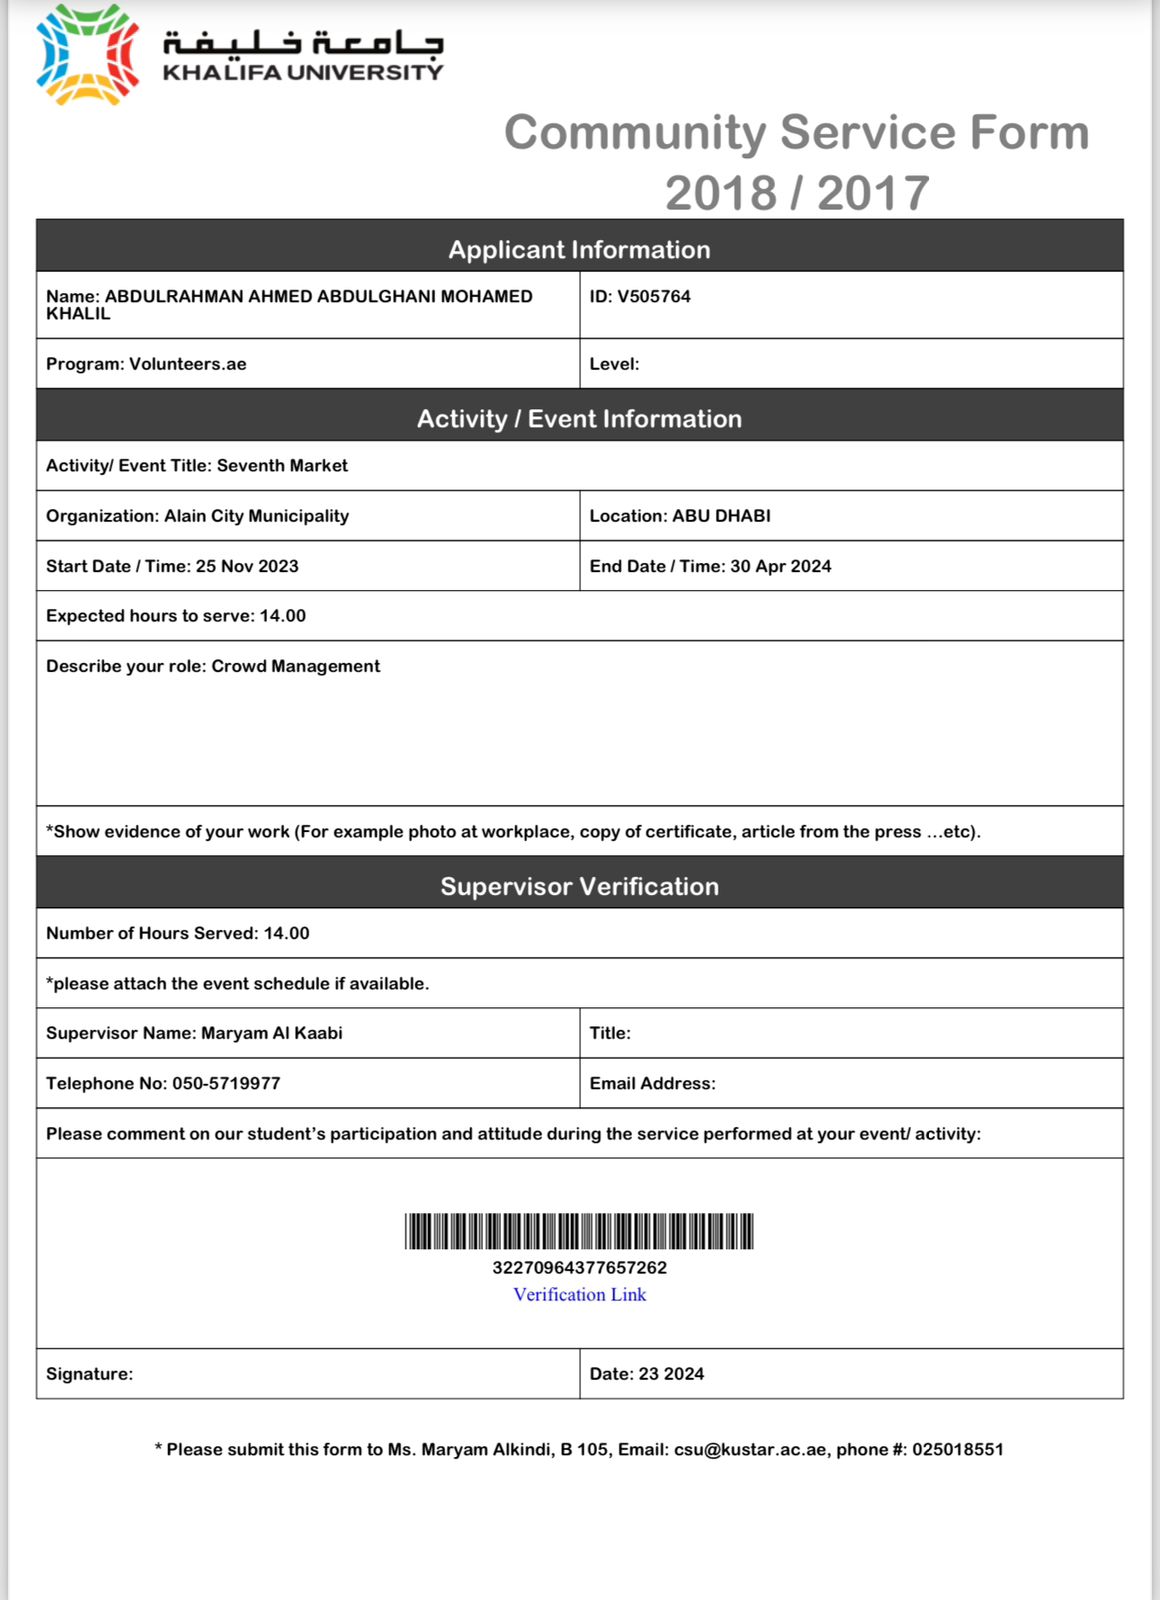 جامعة خليفة
KHALIFA UNIVERSITY
Community Service Form
2018 / 2017
Applicant Information
Name: ABDULRAHMAN AHMED ABDULGHANI MOHAMED
KHALIL
ID: V505764
Program: Volunteers.ae
Level:
Activity / Event Information
Activity/ Event Title: Seventh Market
Organization: Alain City Municipality
Location: ABU DHABI
Start Date / Time: 25 Nov 2023
End Date / Time: 30 Apr 2024
Expected hours to serve: 14.00
Describe your role: Crowd Management
*Show evidence of your work (For example photo at workplace, copy of certificate, article from the press ...etc).
Supervisor Verification
Number of Hours Served: 14.00
*please attach the event schedule if available.
Supervisor Name: Maryam Al Kaabi
Title:
Telephone No: 050-5719977
Email Address:
Please comment on our student's participation and attitude during the service performed at your event/ activity:
32270964377657262
Verification Link
Signature:
Date: 23 2024
* Please submit this form to Ms. Maryam Alkindi, B 105, Email: csu@kustar.ac.ae, phone #: 025018551